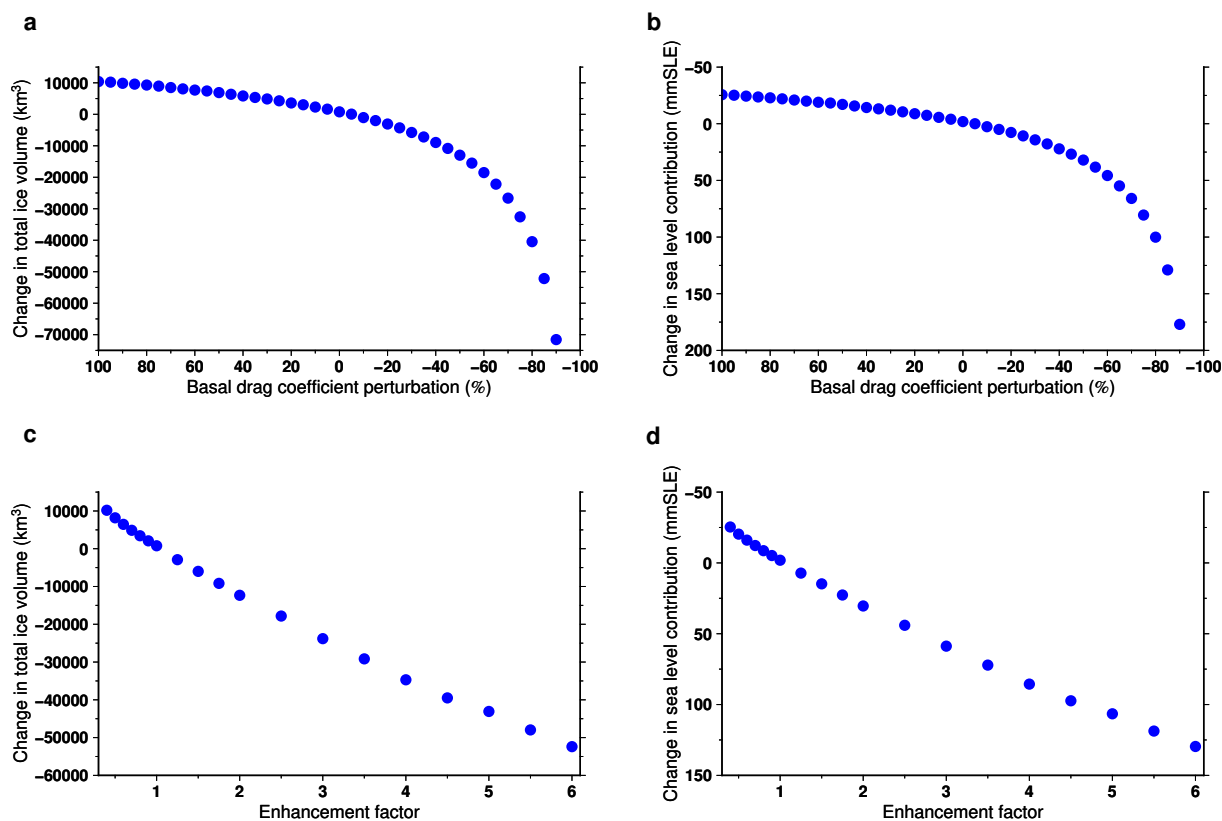 a
Change in total ice volume (km³)
10000
0
−10000
−20000
−30000
−40000
−50000
−60000
−70000
100 80 60 40 20 0 −20 −40 −60 −80 −100
Basal drag coefficient perturbation (%)
b
Change in sea level contribution (mmSLE)
−50
0
50
100
150
200
100 80 60 40 20 0 −20 −40 −60 −80 −100
Basal drag coefficient perturbation (%)
c
Change in total ice volume (km³)
10000
0
−10000
−20000
−30000
−40000
−50000
−60000
1 2 3 4 5 6
Enhancement factor
d
Change in sea level contribution (mmSLE)
−50
0
50
100
150
1 2 3 4 5 6
Enhancement factor